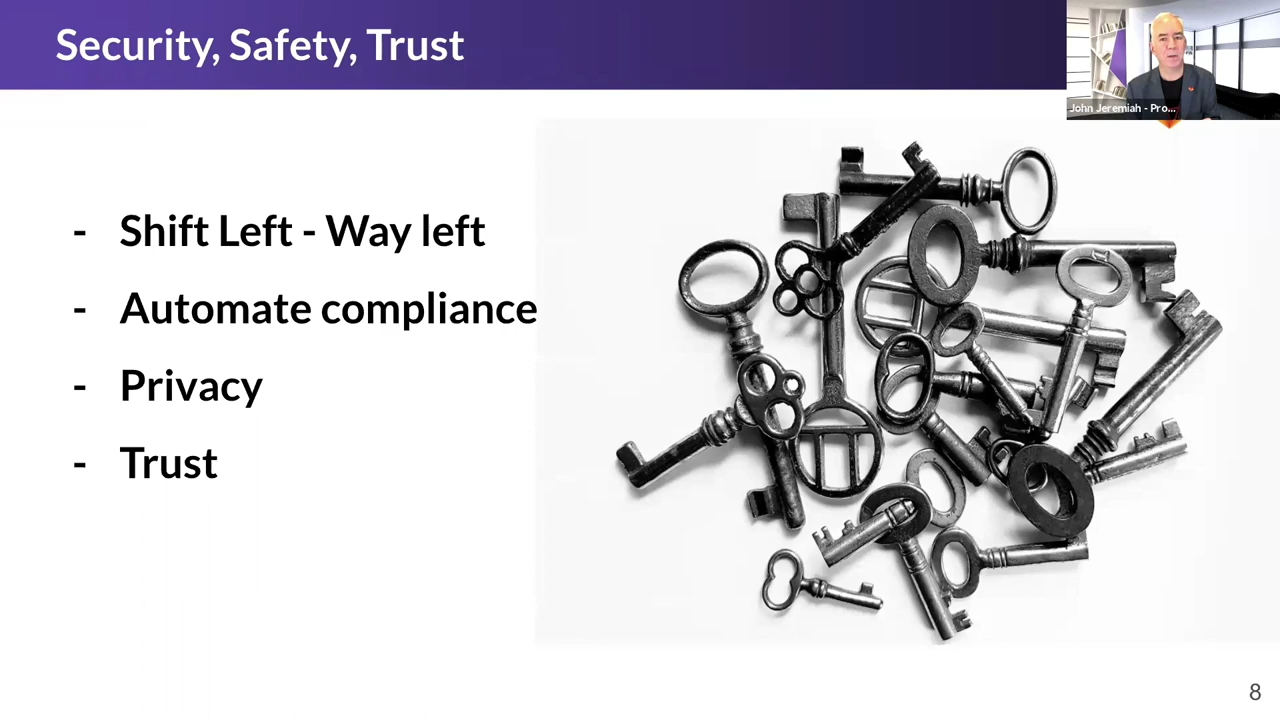 Security, Safety, Trust
John Jeremiah - Pro...
- Shift Left - Way left
- Automate compliance
- Privacy
- Trust
8